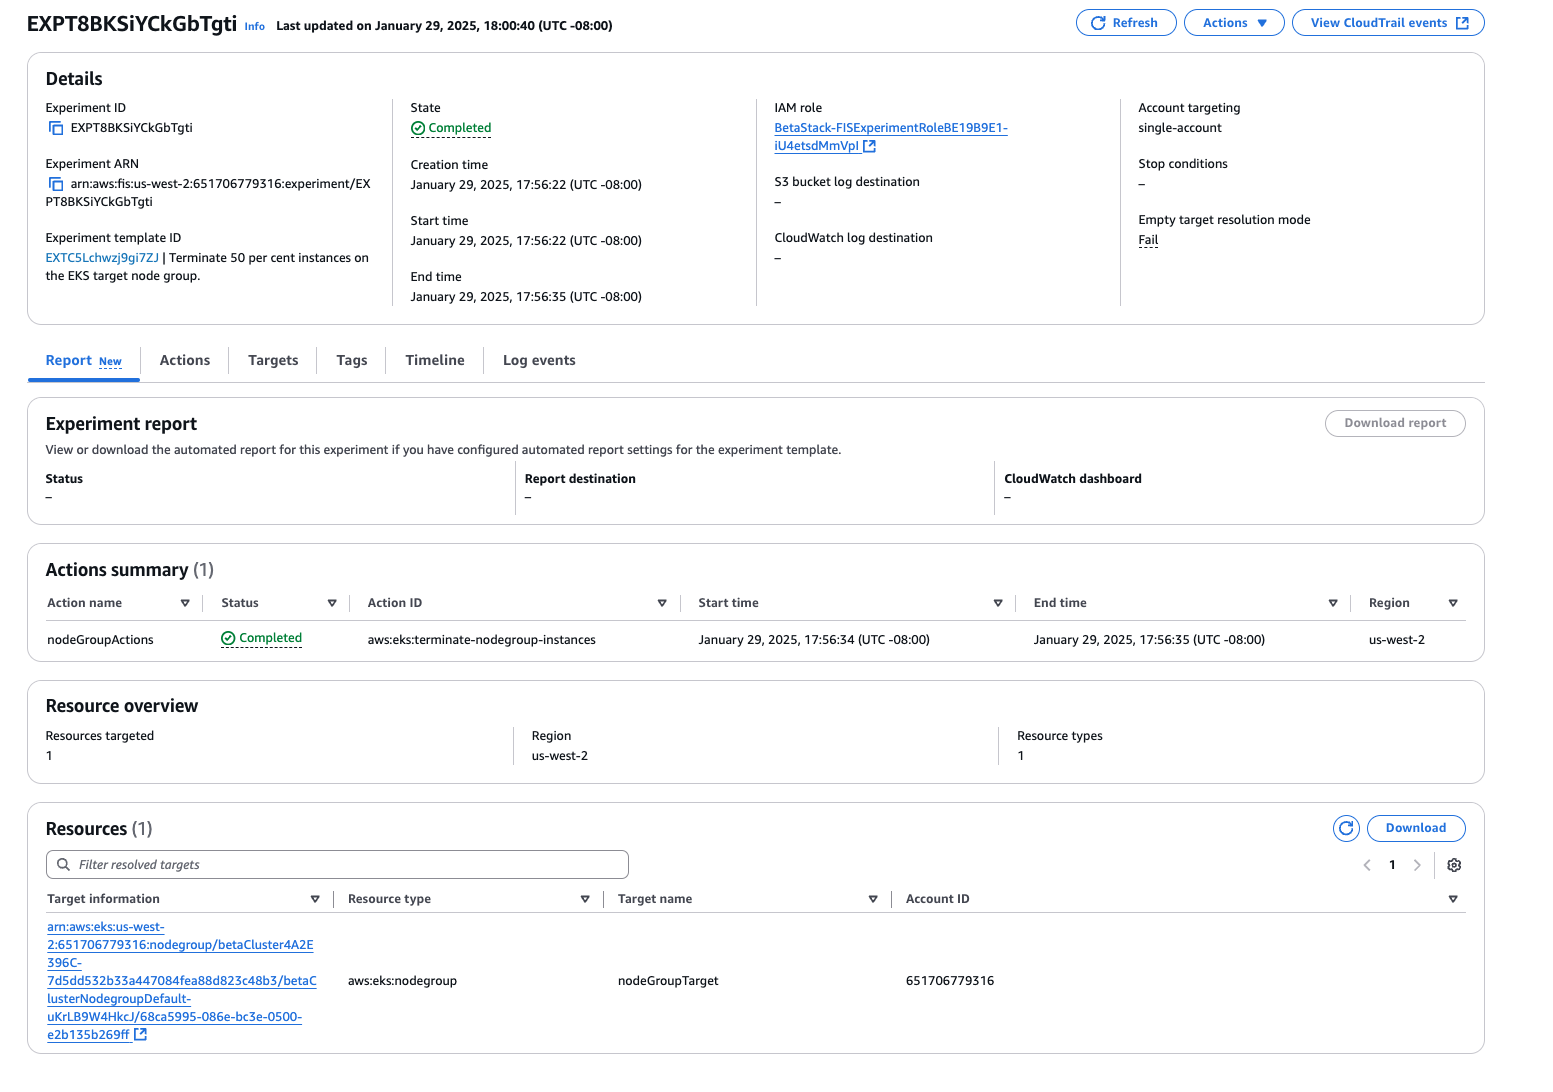 EXPT8BKSiYCkGbTgti Info Last updated on January 29, 2025, 18:00:40 (UTC -08:00) Refresh Actions View CloudTrail events
Details
Experiment ID
EXPT8BKSiYCkGbTgti
Experiment ARN
arn:aws:fis:us-west-2:651706779316:experiment/EX
PT8BKSiYCkGbTgti
Experiment template ID
EXTC5Lchwzj9gi7ZJ | Terminate 50 per cent instances on
the EKS target node group.
State
Completed
Creation time
January 29, 2025, 17:56:22 (UTC -08:00)
Start time
January 29, 2025, 17:56:22 (UTC -08:00)
End time
January 29, 2025, 17:56:35 (UTC -08:00)
IAM role
BetaStack-FISExperimentRoleBE19B9E1-
iU4etsdMmVpI
S3 bucket log destination
–
CloudWatch log destination
–
Account targeting
single-account
Stop conditions
–
Empty target resolution mode
Fail
Report New Actions Targets Tags Timeline Log events
Experiment report Download report
View or download the automated report for this experiment if you have configured automated report settings for the experiment template.
Status Report destination CloudWatch dashboard
– – –
Actions summary (1)
Action name Status Action ID Start time End time Region
nodeGroupActions Completed aws:eks:terminate-nodegroup-instances January 29, 2025, 17:56:34 (UTC -08:00) January 29, 2025, 17:56:35 (UTC -08:00) us-west-2
Resource overview
Resources targeted Region Resource types
1 us-west-2 1
Resources (1) Download
Filter resolved targets 1
Target information Resource type Target name Account ID
arn:aws:eks:us-west-
2:651706779316:nodegroup/betaCluster4A2E
396C-
7d5dd532b33a447084fea88d823c48b3/betaC
lusterNodegroupDefault-
uKrLB9W4HkcJ/68ca5995-086e-bc3e-0500-
e2b135b269ff
aws:eks:nodegroup nodeGroupTarget 651706779316